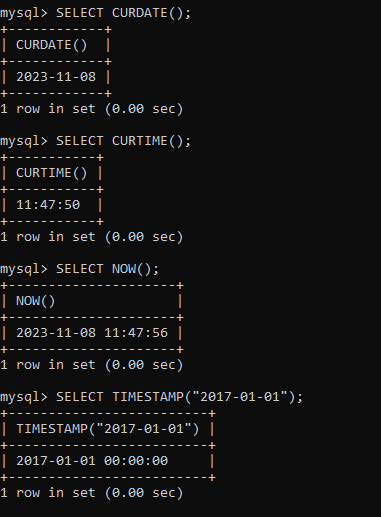 mysql> SELECT CURDATE();
+------------+
| CURDATE()  |
+------------+
| 2023-11-08 |
+------------+
1 row in set (0.00 sec)

mysql> SELECT CURTIME();
+-----------+
| CURTIME() |
+-----------+
| 11:47:50  |
+-----------+
1 row in set (0.00 sec)

mysql> SELECT NOW();
+---------------------+
| NOW()               |
+---------------------+
| 2023-11-08 11:47:56 |
+---------------------+
1 row in set (0.00 sec)

mysql> SELECT TIMESTAMP("2017-01-01");
+-------------------------+
| TIMESTAMP("2017-01-01") |
+-------------------------+
| 2017-01-01 00:00:00     |
+-------------------------+
1 row in set (0.00 sec)